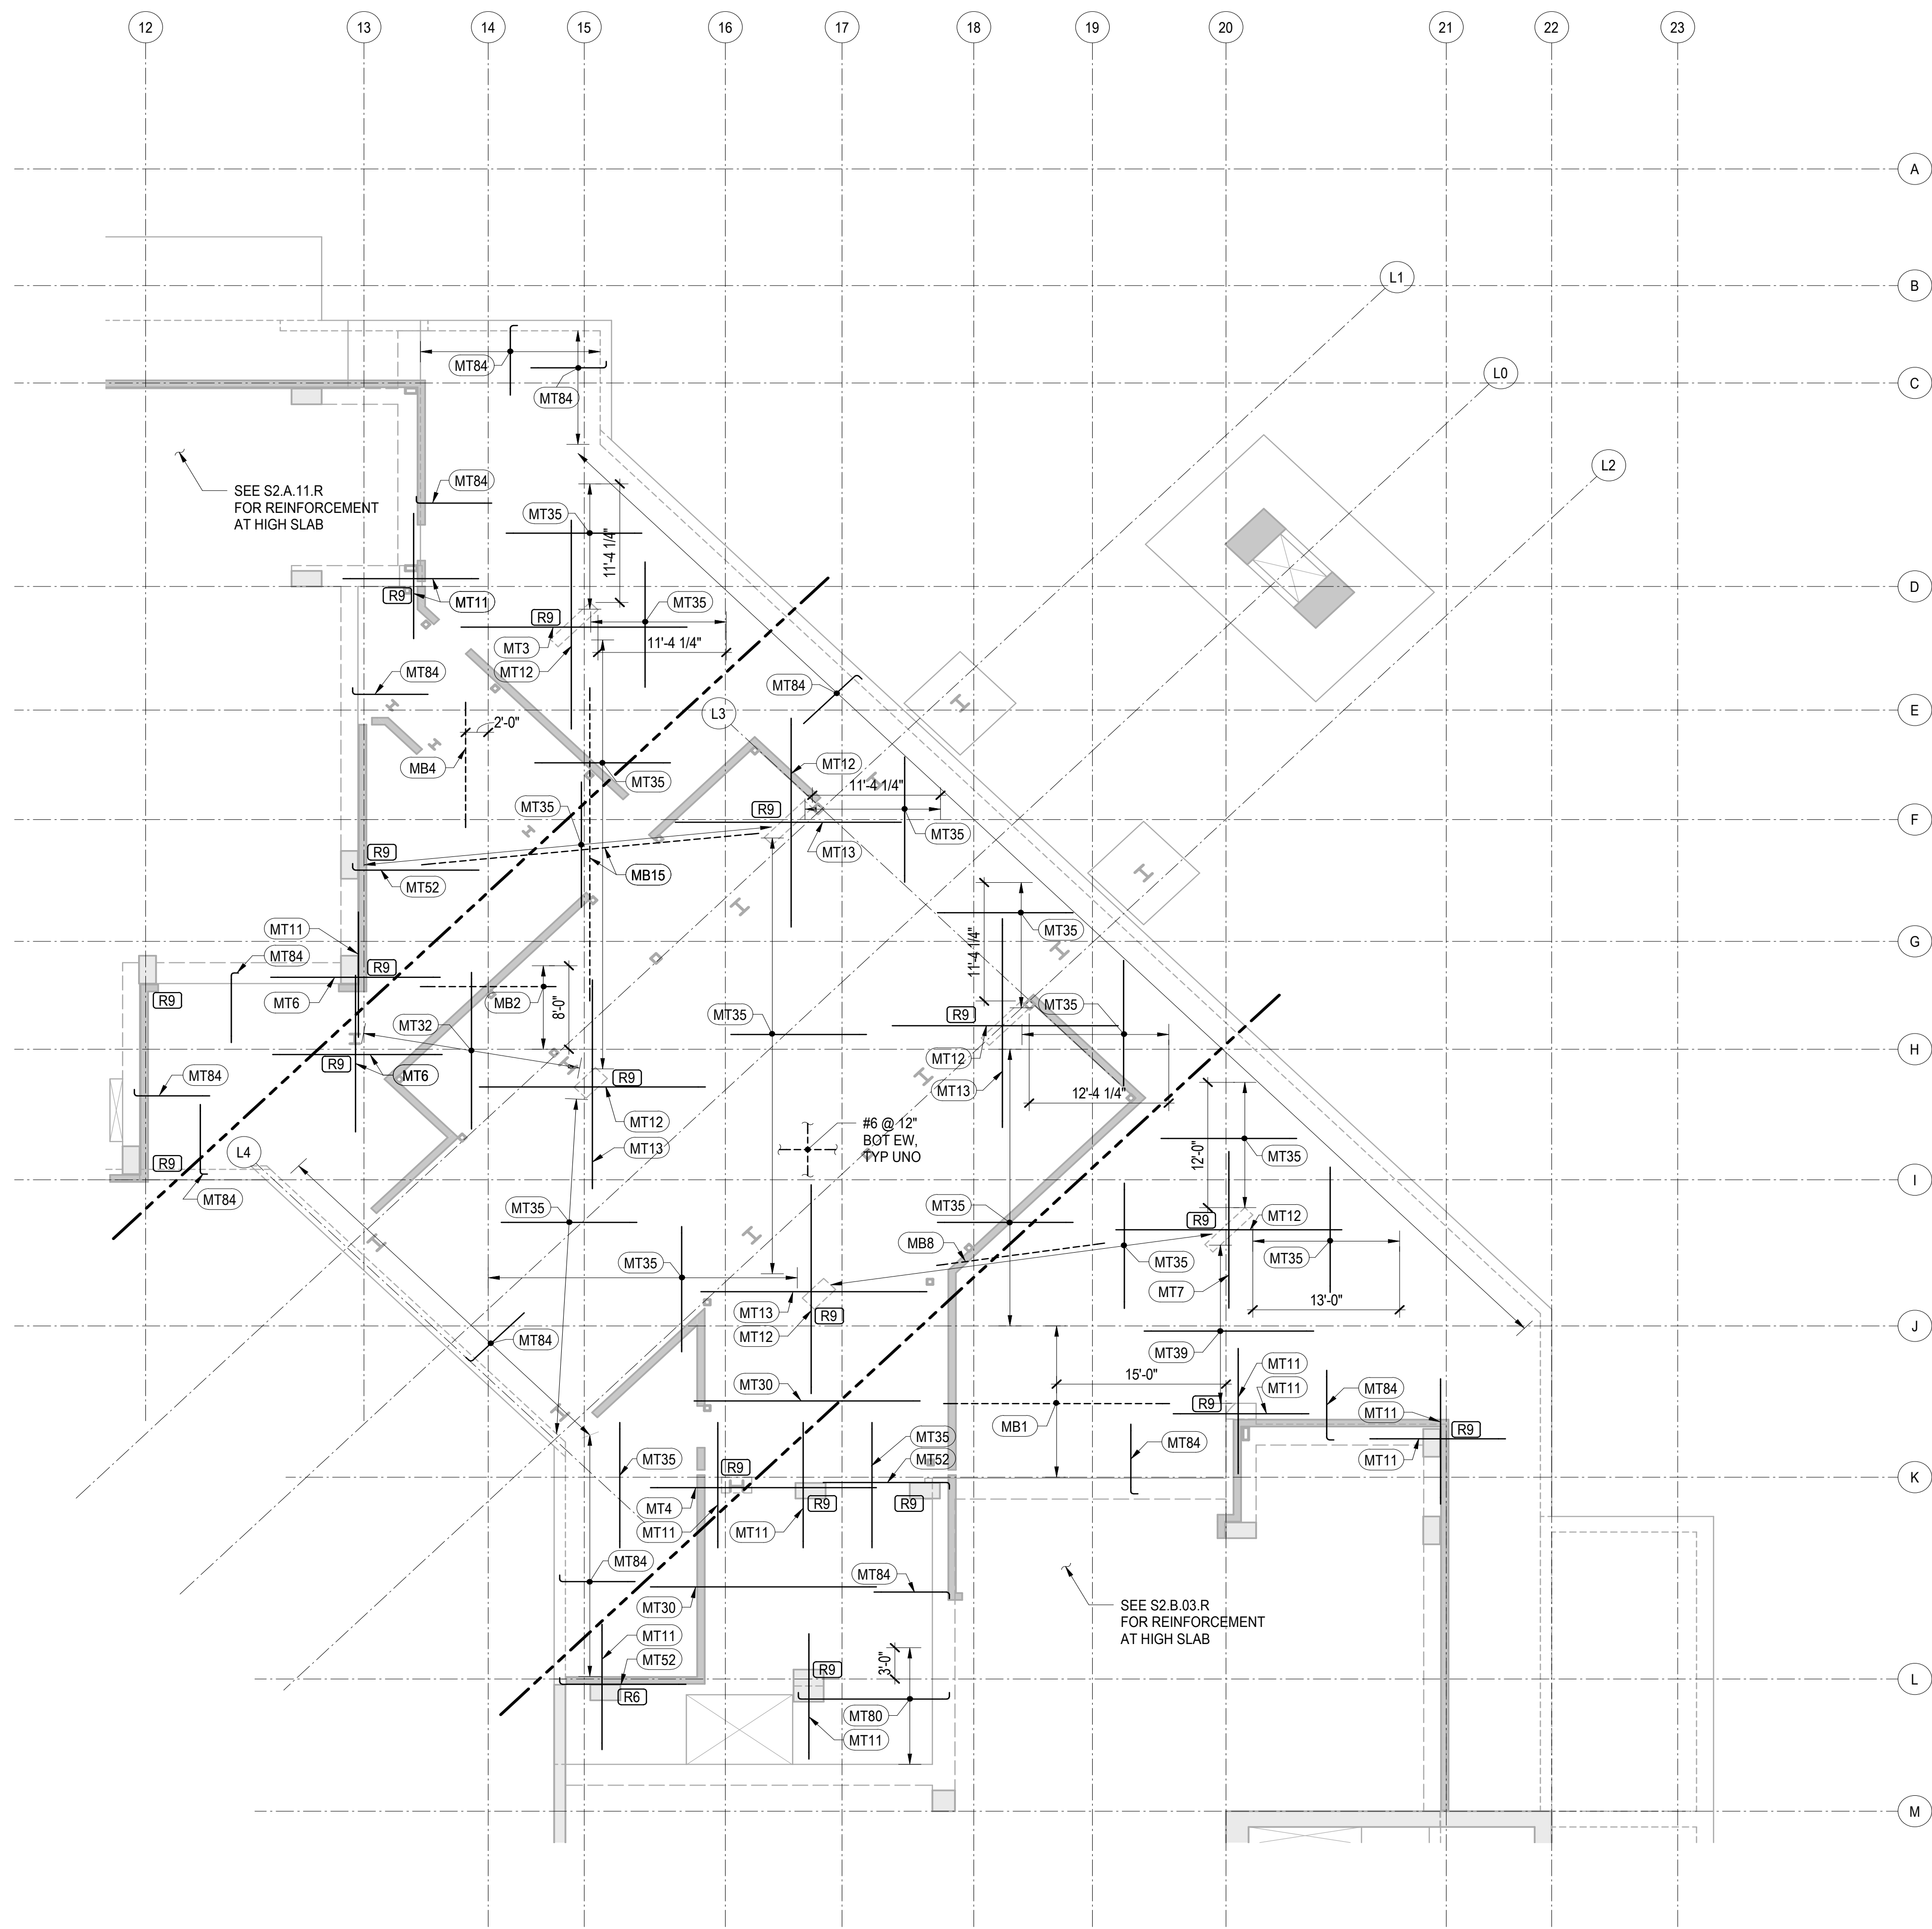 12
13
14
15
16
17
18
19
20
21
22
23
A
B
C
D
E
F
G
H
I
J
K
L
M
L1
L0
L2
L3
L4
MT84
MT84
SEE S2.A.11.R
FOR REINFORCEMENT
AT HIGH SLAB
MT84
MT35
11'-4 1/4"
R9
MT11
R9
MT35
MT3
11'-4 1/4"
MT12
MT84
MT84
2'-0"
MB4
MT12
MT35
11'-4 1/4"
MT35
R9
MT35
R9
MT13
MB15
MT52
MT11
MT35
11'-4 1/4"
MT84
R9
R9
MT6
MB2
8'-0"
MT35
MT35
R9
MT32
MT12
R9
MT6
MT84
R9
MT13
12'-4 1/4"
MT12
#6 @ 12"
BOT EW,
TYP UNO
MT13
12'-0"
MT35
R9
MT84
MT35
MT35
R9
MT12
MB8
MT35
MT35
MT35
MT7
13'-0"
MT13
R9
MT12
MT84
MT39
MT30
15'-0"
MT11
MT11
MT84
R9
MT11
R9
MB1
MT35
MT35
MT84
MT52
MT11
R9
MT4
R9
R9
MT11
MT11
MT84
MT84
MT30
SEE S2.B.03.R
FOR REINFORCEMENT
AT HIGH SLAB
MT11
MT52
3'-0"
R9
R6
MT80
MT11